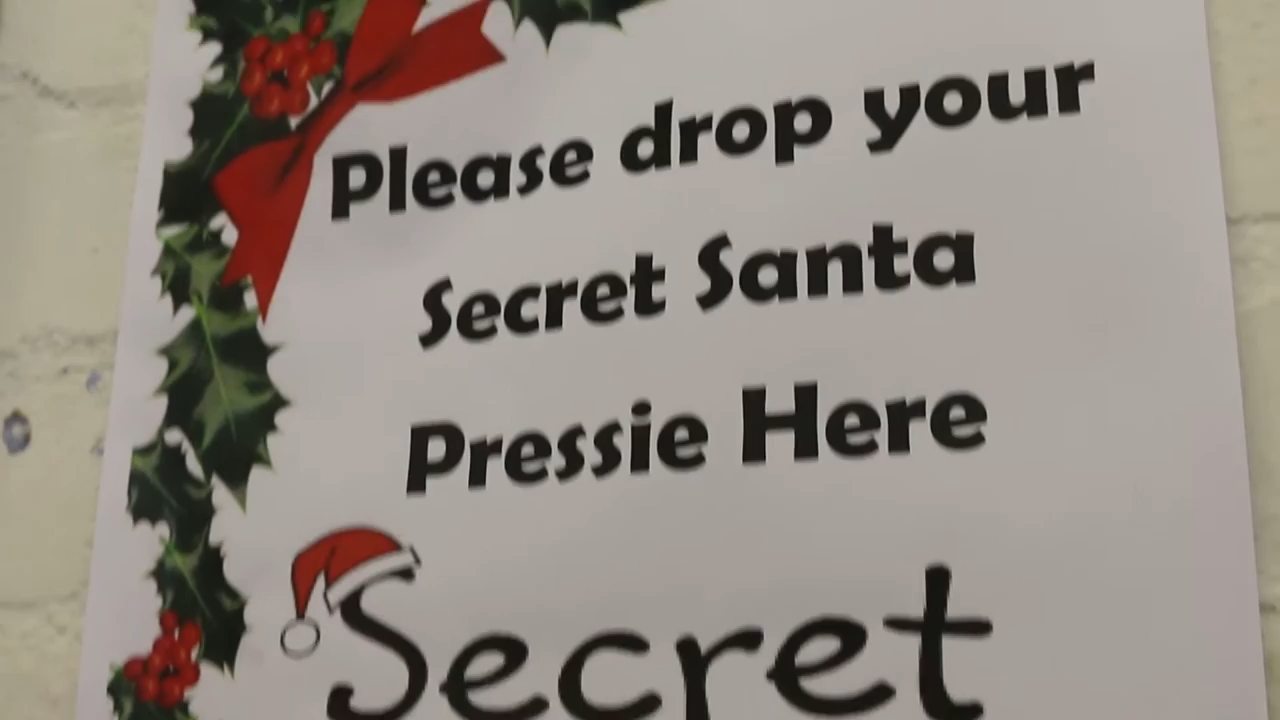 Please drop your
Secret Santa
Pressie Here
Secret